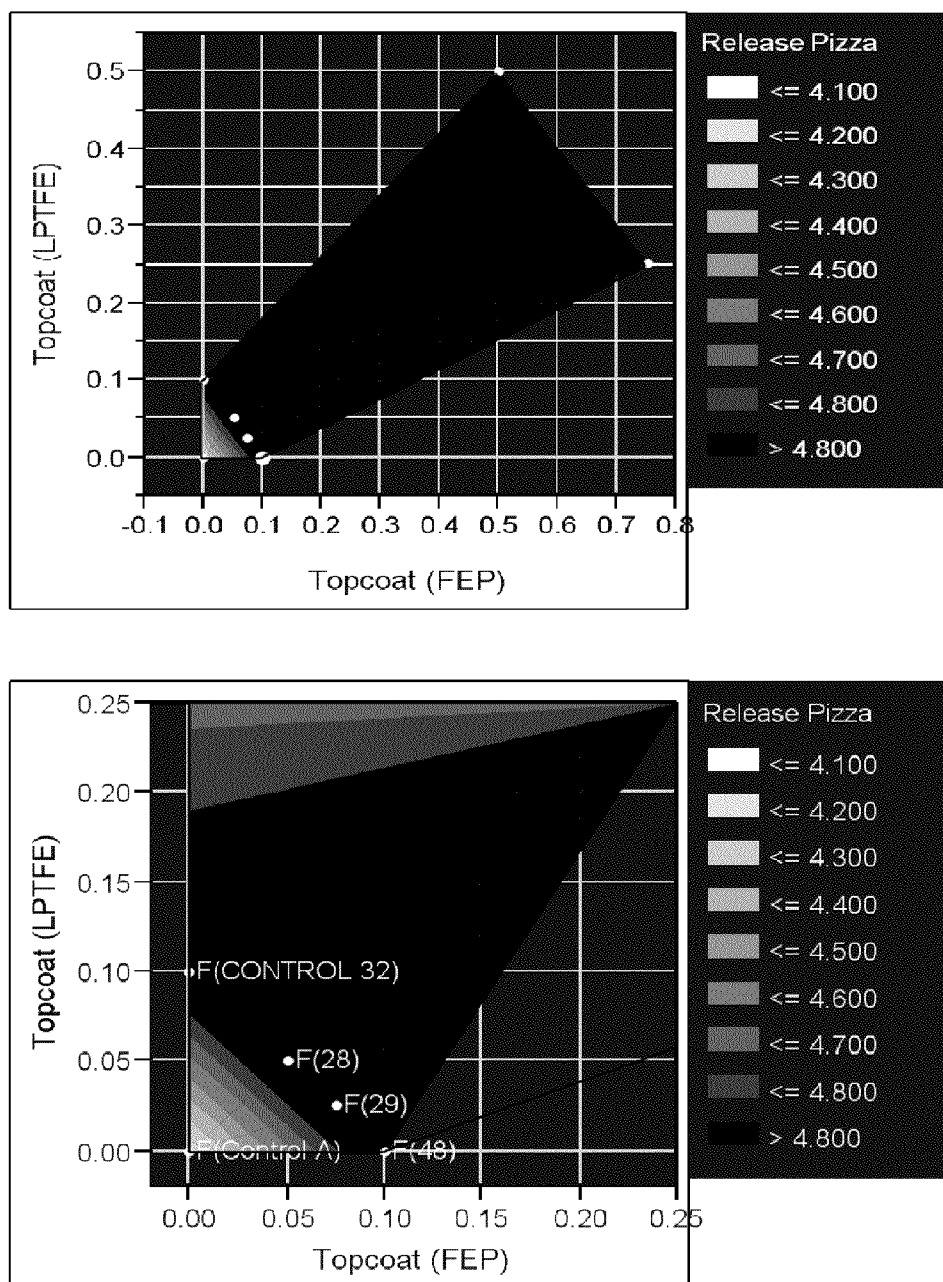 Release Pizza
<= 4.100
<= 4.200
<= 4.300
<= 4.400
<= 4.500
<= 4.600
<= 4.700
<= 4.800
> 4.800
Topcoat (LPTFE)
0.5
0.4
0.3
0.2
0.1
0.0
-0.1 0.0 0.1 0.2 0.3 0.4 0.5 0.6 0.7 0.8
Topcoat (FEP)
Release Pizza
<= 4.100
<= 4.200
<= 4.300
<= 4.400
<= 4.500
<= 4.600
<= 4.700
<= 4.800
> 4.800
Topcoat (LPTFE)
0.25
0.20
0.15
0.10
0.05
0.00
F(CONTROL 32)
F(28)
F(29)
F(Control A)
F(48)
0.00 0.05 0.10 0.15 0.20 0.25
Topcoat (FEP)